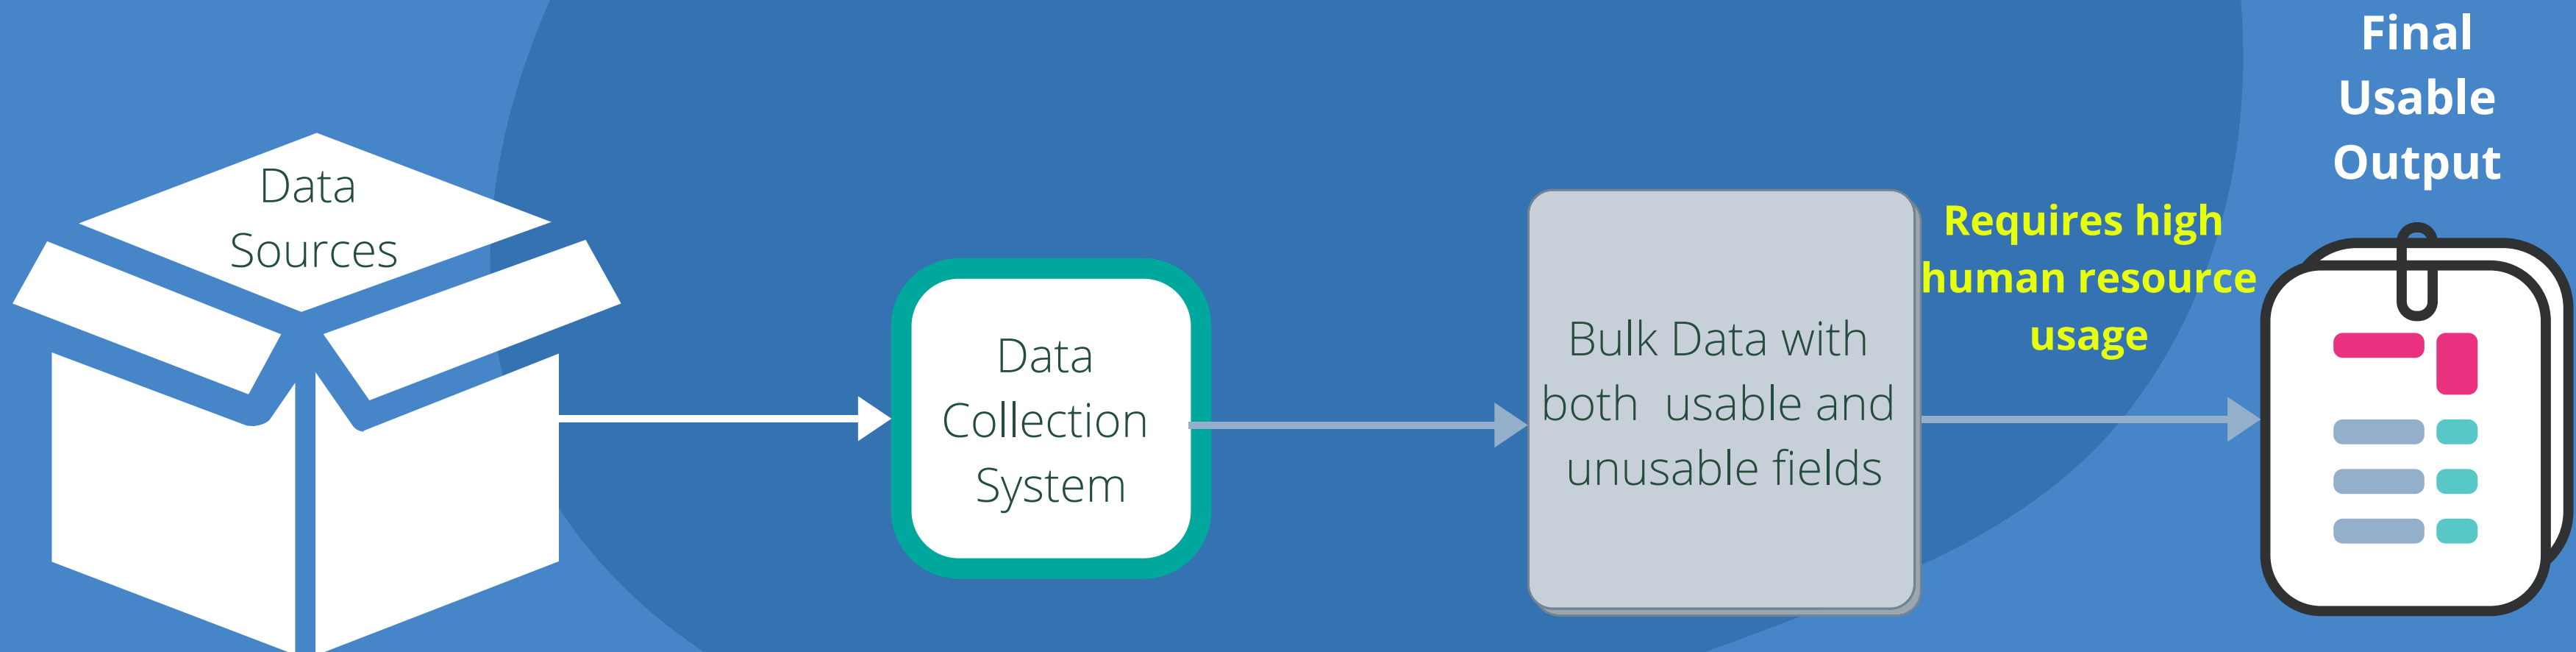 Data
Sources
Data
Collection
System
Bulk Data with
both usable and
unusable fields
Requires high
human resource
usage
Final
Usable
Output